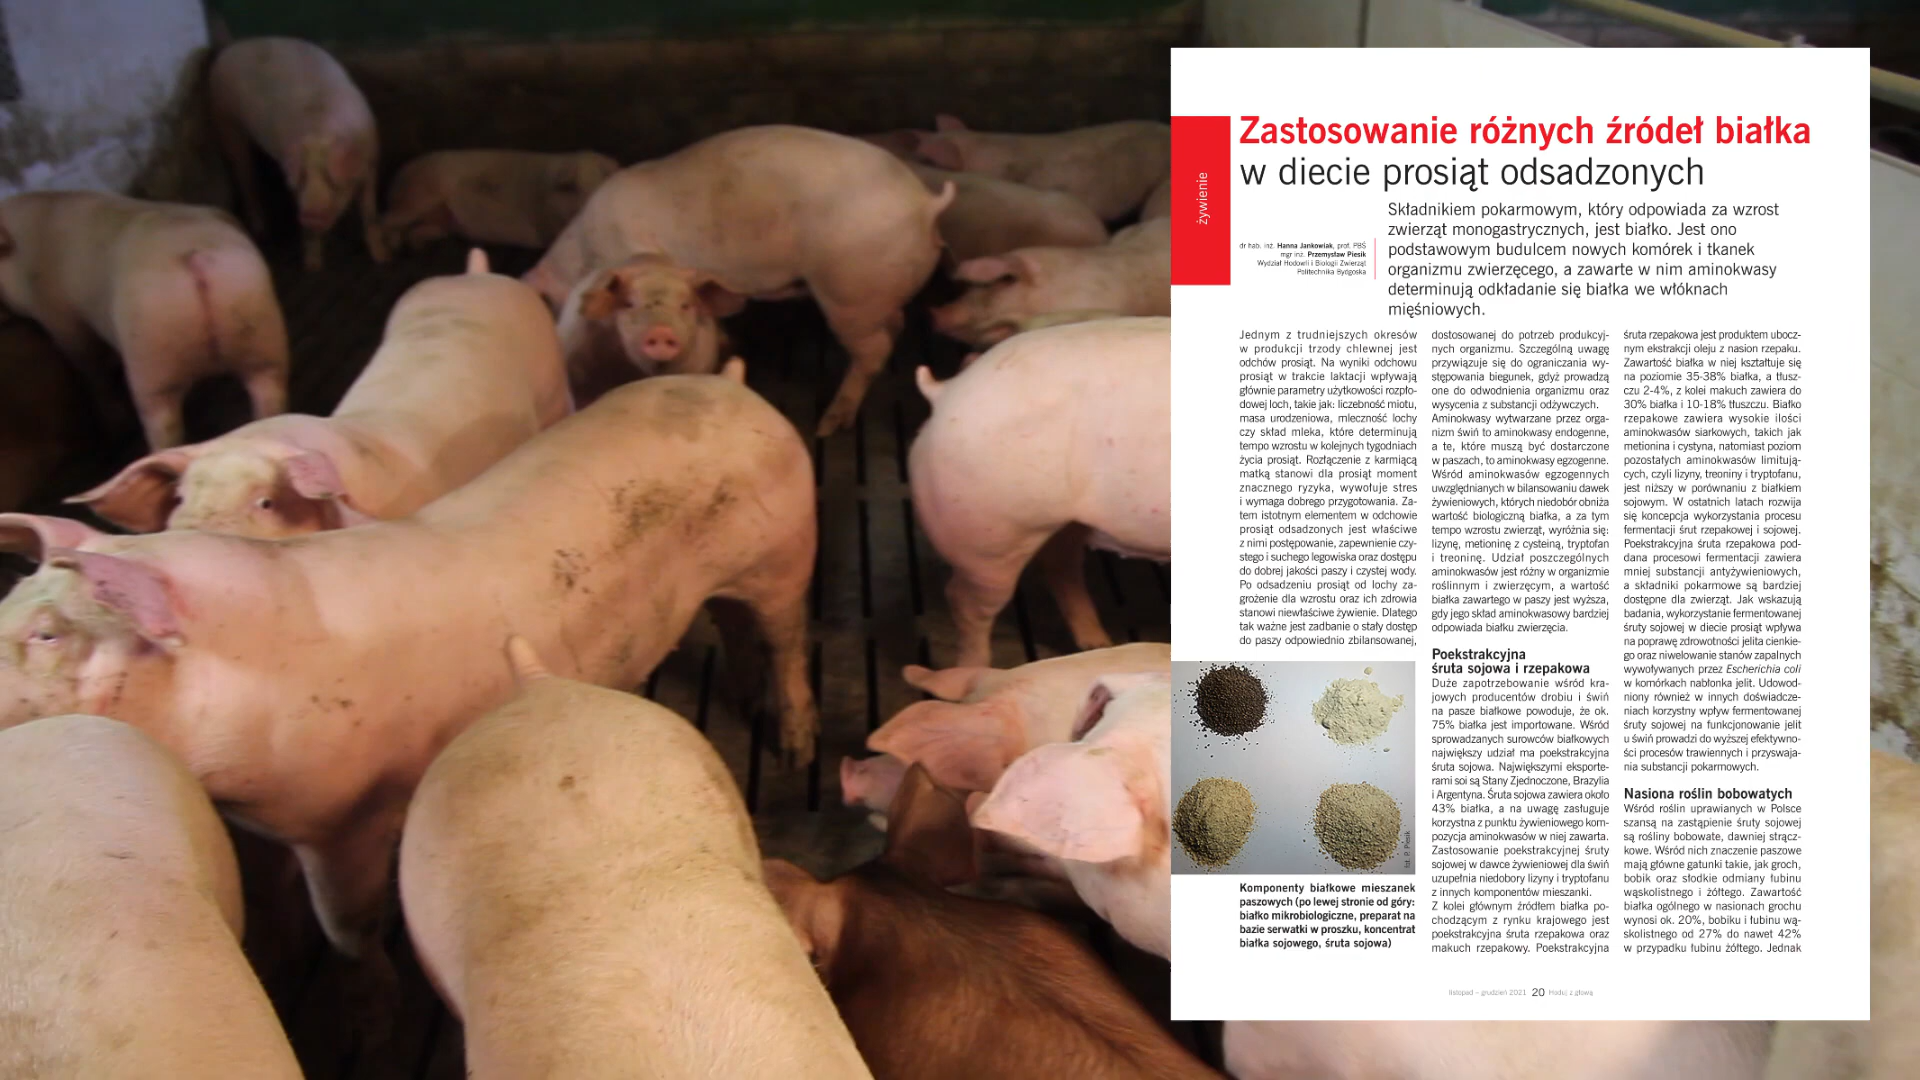 Zastosowanie różnych źródeł białka
w diecie prosiąt odsadzonych
żywienie
dr hab. inż. Hanna Jankowiak, prof. PBŚ
mgr inż. Przemysław Piesik
Wydział Hodowli i Biologii Zwierząt
Politechnika Bydgoska
Składnikiem pokarmowym, który odpowiada za wzrost
zwierząt monogastrycznych, jest białko. Jest ono
podstawowym budulcem nowych komórek i tkanek
organizmu zwierzęcego, a zawarte w nim aminokwasy
determinują odkładanie się białka we włóknach
mięśniowych.
Jednym z trudniejszych okresów
w produkcji trzody chlewnej jest
odchów prosiąt. Na wyniki odchowu
prosiąt w trakcie laktacji wpływają
głównie parametry użytkowości rozpło-
dowej loch, takie jak: liczebność miotu,
masa urodzeniowa, mleczność lochy
czy skład mleka, które determinują
tempo wzrostu w kolejnych tygodniach
życia prosiąt. Rozłączenie z karmiącą
matką stanowi dla prosiąt moment
znacznego ryzyka, wywołuje stres
i wymaga dobrego przygotowania. Za-
tem istotnym elementem w odchowie
prosiąt odsadzonych jest właściwe
z nimi postępowanie, zapewnienie czy-
stego i suchego legowiska oraz dostępu
do dobrej jakości paszy i czystej wody.
Po odsadzeniu prosiąt od lochy za-
grożenie dla wzrostu oraz ich zdrowia
stanowi niewłaściwe żywienie. Dlatego
tak ważne jest zadbanie o stały dostęp
do paszy odpowiednio zbilansowanej,
fot. P. Piesik
Komponenty białkowe mieszanek
paszowych (po lewej stronie od góry:
białko mikrobiologiczne, preparat na
bazie serwatki w proszku, koncentrat
białka sojowego, śruta sojowa)
dostosowanej do potrzeb produkcyj-
nych organizmu. Szczególną uwagę
przywiązuje się do ograniczania wy-
stępowania biegunek, gdyż prowadzą
one do odwodnienia organizmu oraz
wysycenia z substancji odżywczych.
Aminokwasy wytwarzane przez orga-
nizm świń to aminokwasy endogenne,
a te, które muszą być dostarczone
w paszach, to aminokwasy egzogenne.
Wśród aminokwasów egzogennych
uwzględnianych w bilansowaniu dawek
żywieniowych, których niedobór obniża
wartość biologiczną białka, a za tym
tempo wzrostu zwierząt, wyróżnia się:
lizynę, metioninę z cysteiną, tryptofan
i treoninę. Udział poszczególnych
aminokwasów jest różny w organizmie
roślinnym i zwierzęcym, a wartość
białka zawartego w paszy jest wyższa,
gdy jego skład aminokwasowy bardziej
odpowiada białku zwierzęcia.
Poekstrakcyjna
śruta sojowa i rzepakowa
Duże zapotrzebowanie wśród kra-
jowych producentów drobiu i świń
na pasze białkowe powoduje, że ok.
75% białka jest importowane. Wśród
sprowadzanych surowców białkowych
największy udział ma poekstrakcyjna
śruta sojowa. Największymi eksporte-
rami soi są Stany Zjednoczone, Brazylia
i Argentyna. Śruta sojowa zawiera około
43% białka, a na uwagę zasługuje
korzystna z punktu żywieniowego kom-
pozycja aminokwasów w niej zawarta.
Zastosowanie poekstrakcyjnej śruty
sojowej w dawce żywieniowej dla świń
uzupełnia niedobory lizyny i tryptofanu
z innych komponentów mieszanki.
Z kolei głównym źródłem białka po-
chodzącym z rynku krajowego jest
poekstrakcyjna śruta rzepakowa oraz
makuch rzepakowy. Poekstrakcyjna
śruta rzepakowa jest produktem ubocz-
nym ekstrakcji oleju z nasion rzepaku.
Zawartość białka w niej kształtuje się
na poziomie 35-38% białka, a tłusz-
czu 2-4%, z kolei makuch zawiera do
30% białka i 10-18% tłuszczu. Białko
rzepakowe zawiera wysokie ilości
aminokwasów siarkowych, takich jak
metionina i cystyna, natomiast poziom
pozostałych aminokwasów limitują-
cych, czyli lizyny, treoniny i tryptofanu,
jest niższy w porównaniu z białkiem
sojowym. W ostatnich latach rozwija
się koncepcja wykorzystania procesu
fermentacji śrut rzepakowej i sojowej.
Poekstrakcyjna śruta rzepakowa pod-
dana procesowi fermentacji zawiera
mniej substancji antyżywieniowych,
a składniki pokarmowe są bardziej
dostępne dla zwierząt. Jak wskazują
badania, wykorzystanie fermentowanej
śruty sojowej w diecie prosiąt wpływa
na poprawę zdrowotności jelita cienkie-
go oraz niwelowanie stanów zapalnych
wywoływanych przez Escherichia coli
w komórkach nabłonka jelit. Udowod-
niony również w innych doświadcze-
niach korzystny wpływ fermentowanej
śruty sojowej na funkcjonowanie jelit
u świń prowadzi do wyższej efektywno-
ści procesów trawiennych i przyswaja-
nia substancji pokarmowych.
Nasiona roślin bobowatych
Wśród roślin uprawianych w Polsce
szansą na zastąpienie śruty sojowej
są rośliny bobowate, dawniej strącz-
kowe. Wśród nich znaczenie paszowe
mają główne gatunki takie, jak groch,
bobik oraz słodkie odmiany łubinu
wąskolistnego i żółtego. Zawartość
białka ogólnego w nasionach grochu
wynosi ok. 20%, bobiku i łubinu wą-
skolistnego od 27% do nawet 42%
w przypadku łubinu żółtego. Jednak
listopad – grudzień 2021 20 Produj z głową